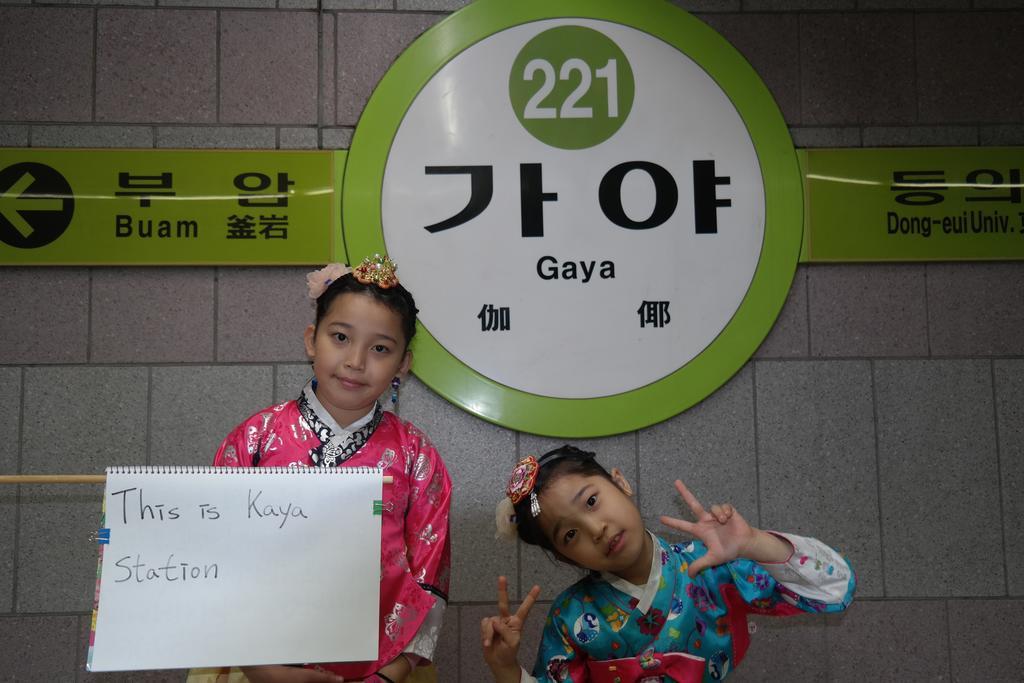 221
가야
Gaya
伽 倻
부암
Buam 釜岩
동의
Dong-eui Univ.
This is Kaya
Station